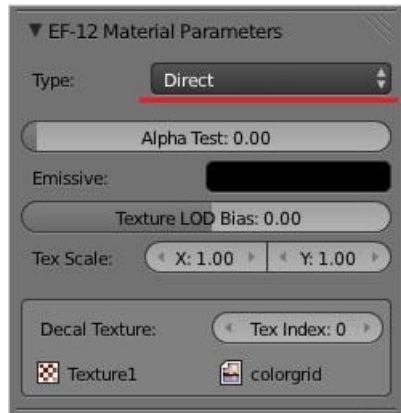 EF-12 Material Parameters
Type: Direct
Alpha Test: 0.00
Emissive:
Texture LOD Bias: 0.00
Tex Scale: X: 1.00 Y: 1.00
Decal Texture: Tex Index: 0
Texture1 colorgrid